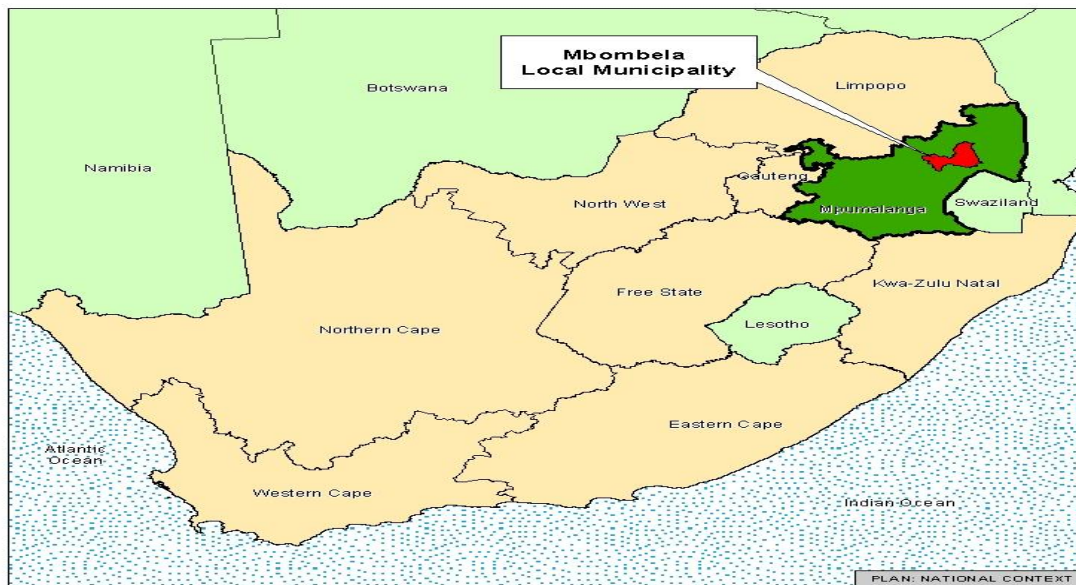 Mbombela
Local Municipality
Limpopo
Botswana
Namibia
Gauteng
North West
Mpumalanga
Swaziland
Kwa-Zulu Natal
Free State
Lesotho
Northern Cape
Eastern Cape
Atlantic
Ocean
Western Cape
Indian Ocean
PLAN: NATIONAL CONTEXT